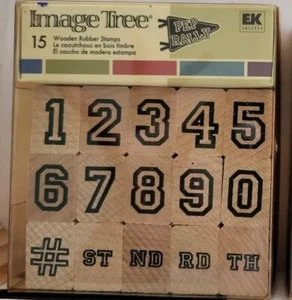 Image Tree®
15 Wooden Rubber Stamps
Le caoutchouc en bois timbre
El caucho de madera estampa
PEP RALLY
EK
SUCCESS
1 2 3 4 5
6 7 8 9 0
# ST ND RD TH